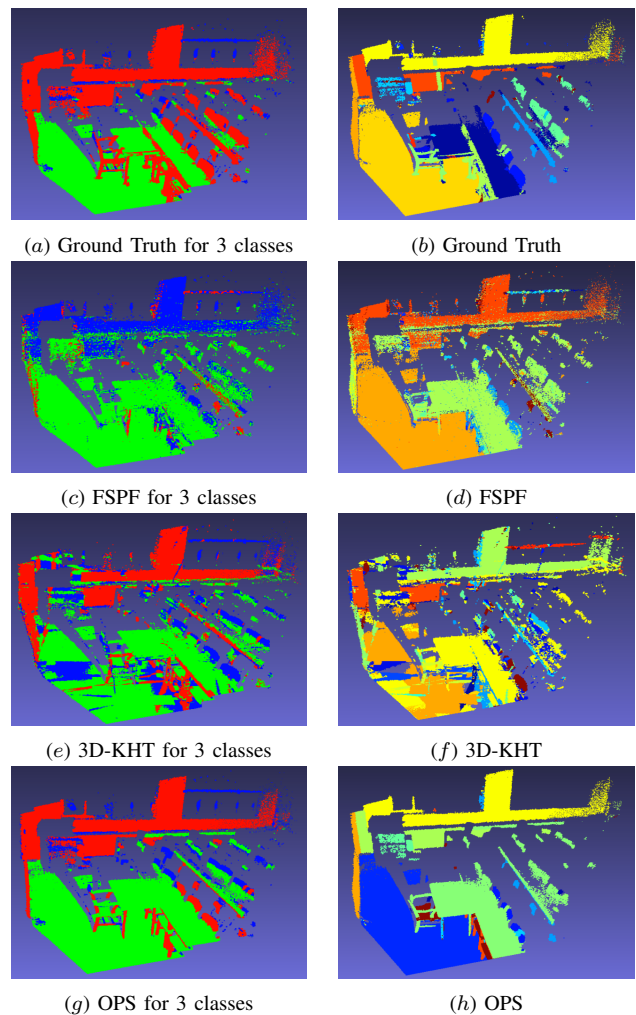 (a) Ground Truth for 3 classes
(b) Ground Truth
(c) FSPF for 3 classes
(d) FSPF
(e) 3D-KHT for 3 classes
(f) 3D-KHT
(g) OPS for 3 classes
(h) OPS